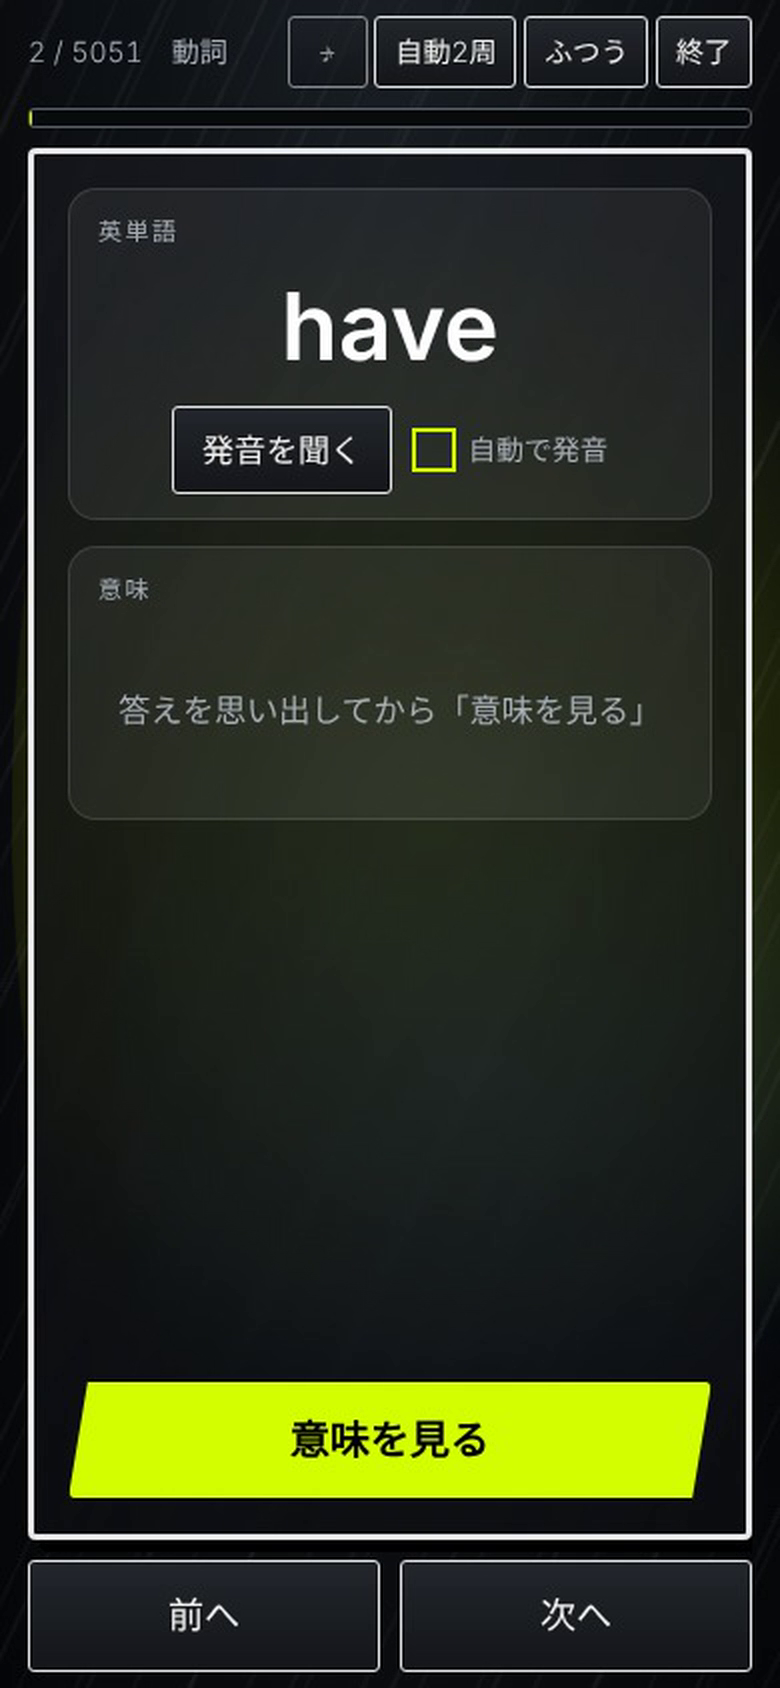 2 / 5051 動詞
自動2周
ふつう
終了
英単語
have
発音を聞く
自動で発音
意味
答えを思い出してから「意味を見る」
意味を見る
前へ
次へ